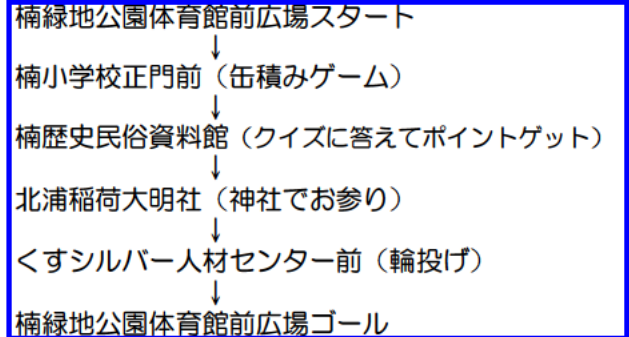 楠緑地公園体育館前広場スタート
↓
楠小学校正門前（缶積みゲーム）
↓
楠歴史民俗資料館（クイズに答えてポイントゲット）
↓
北浦稲荷大明社（神社でお参り）
↓
くすシルバー人材センター前（輪投げ）
↓
楠緑地公園体育館前広場ゴール